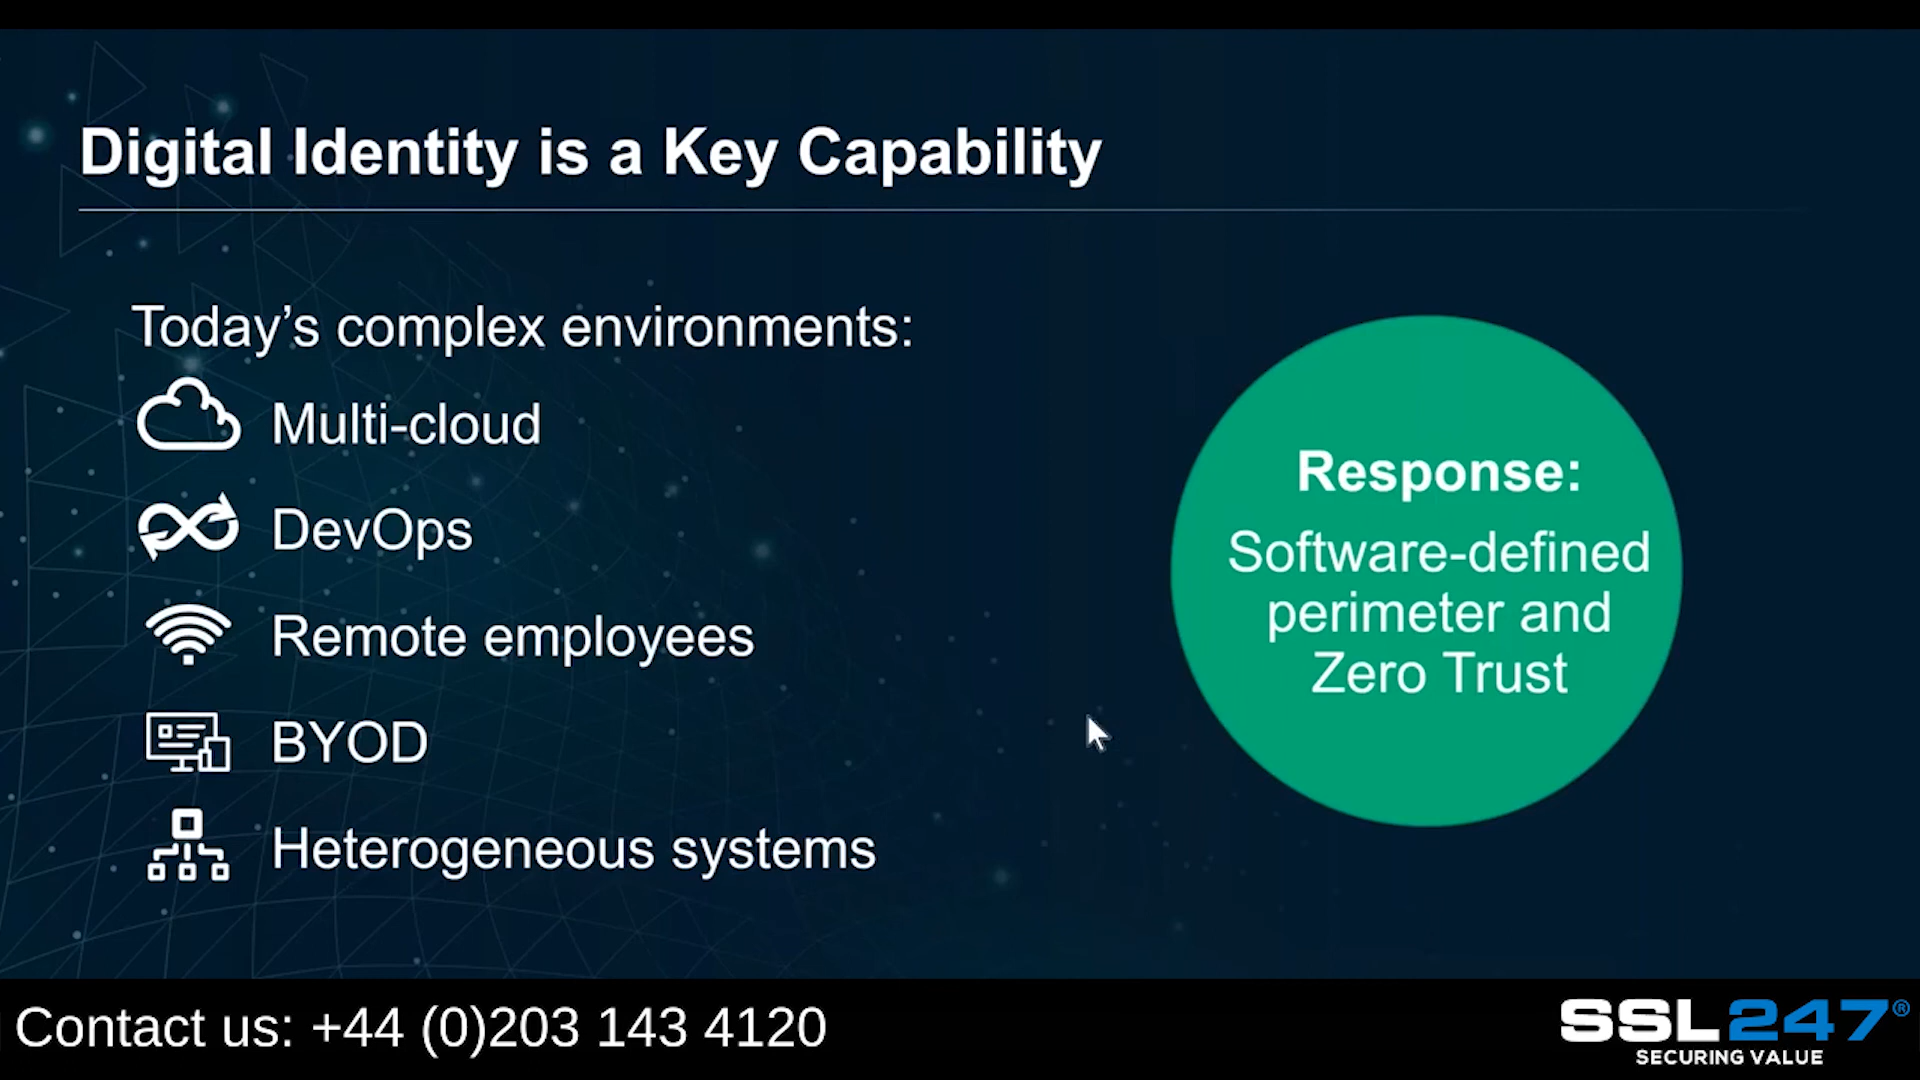 Digital Identity is a Key Capability
Today’s complex environments:
Multi-cloud
DevOps
Remote employees
BYOD
Heterogeneous systems
Response:
Software-defined
perimeter and
Zero Trust
Contact us: +44 (0)203 143 4120
SSL247®
SECURING VALUE